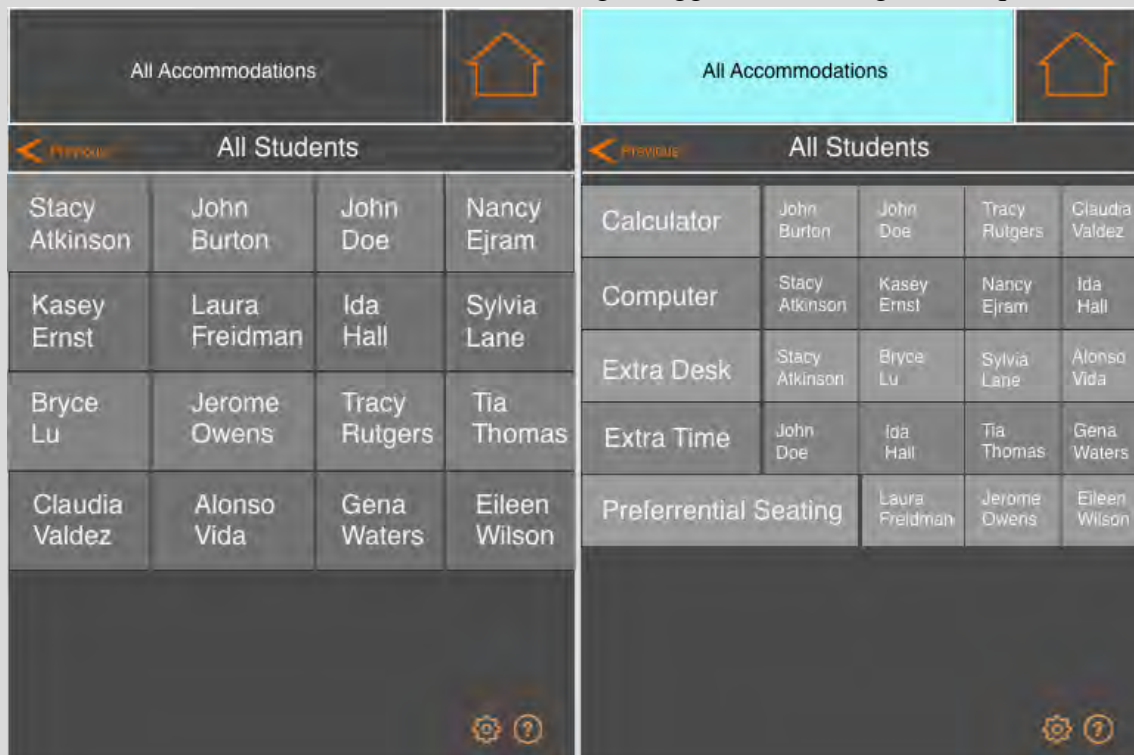 All Accommodations
Previous
All Students
Stacy Atkinson
John Burton
John Doe
Nancy Ejram
Kasey Ernst
Laura Freidman
Ida Hall
Sylvia Lane
Bryce Lu
Jerome Owens
Tracy Rutgers
Tia Thomas
Claudia Valdez
Alonso Vida
Gena Waters
Eileen Wilson
?
All Accommodations
Previous
All Students
Calculator
John Burton
John Doe
Tracy Rutgers
Claudia Valdez
Computer
Stacy Atkinson
Kasey Ernst
Nancy Ejram
Ida Hall
Extra Desk
Stacy Atkinson
Bryce Lu
Sylvia Lane
Alonso Vida
Extra Time
John Doe
Ida Hall
Tia Thomas
Gena Waters
Preferrential Seating
Laura Freidman
Jerome Owens
Eileen Wilson
?